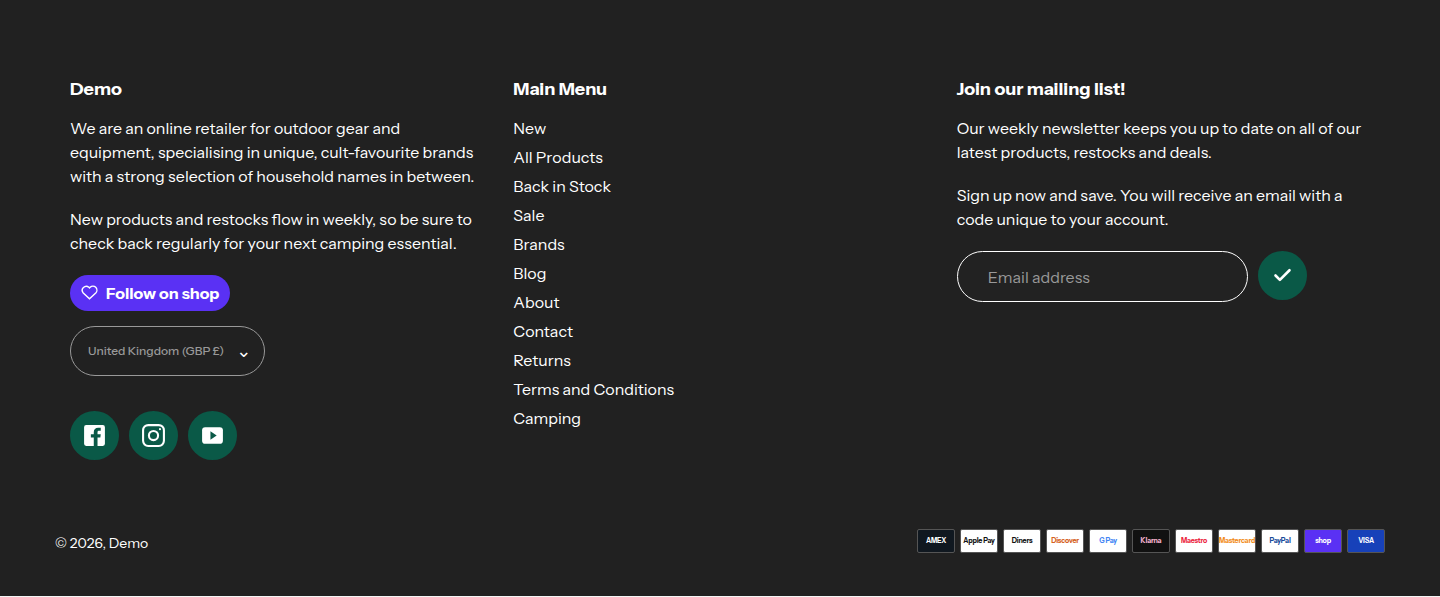 Demo
We are an online retailer for outdoor gear and
equipment, specialising in unique, cult-favourite brands
with a strong selection of household names in between.
New products and restocks flow in weekly, so be sure to
check back regularly for your next camping essential.
Follow on shop
United Kingdom (GBP £)
Main Menu
New
All Products
Back in Stock
Sale
Brands
Blog
About
Contact
Returns
Terms and Conditions
Camping
Join our mailing list!
Our weekly newsletter keeps you up to date on all of our
latest products, restocks and deals.
Sign up now and save. You will receive an email with a
code unique to your account.
Email address
© 2026, Demo
AMEX Apple Pay Diners Discover G Pay Klarna Maestro Mastercard PayPal shop VISA